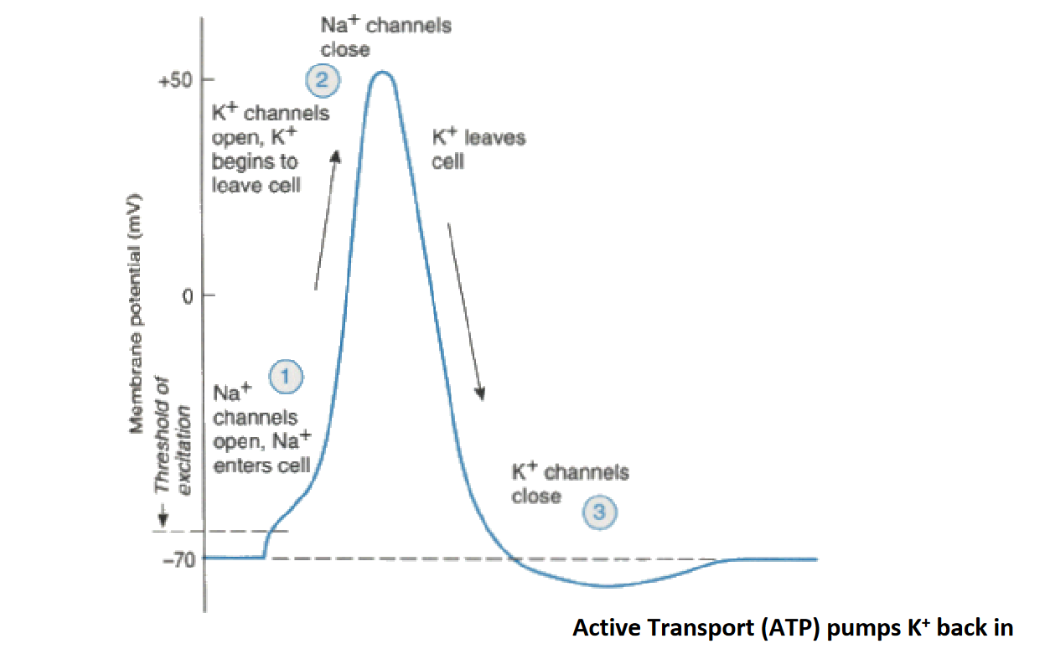 Na+ channels
close
+50
2
K+ channels
open, K+
begins to
leave cell
K+ leaves
cell
Membrane potential (mV)
0
1
Na+
channels
open, Na+
enters cell
Threshold of
excitation
K+ channels
close
3
−70
Active Transport (ATP) pumps K+ back in